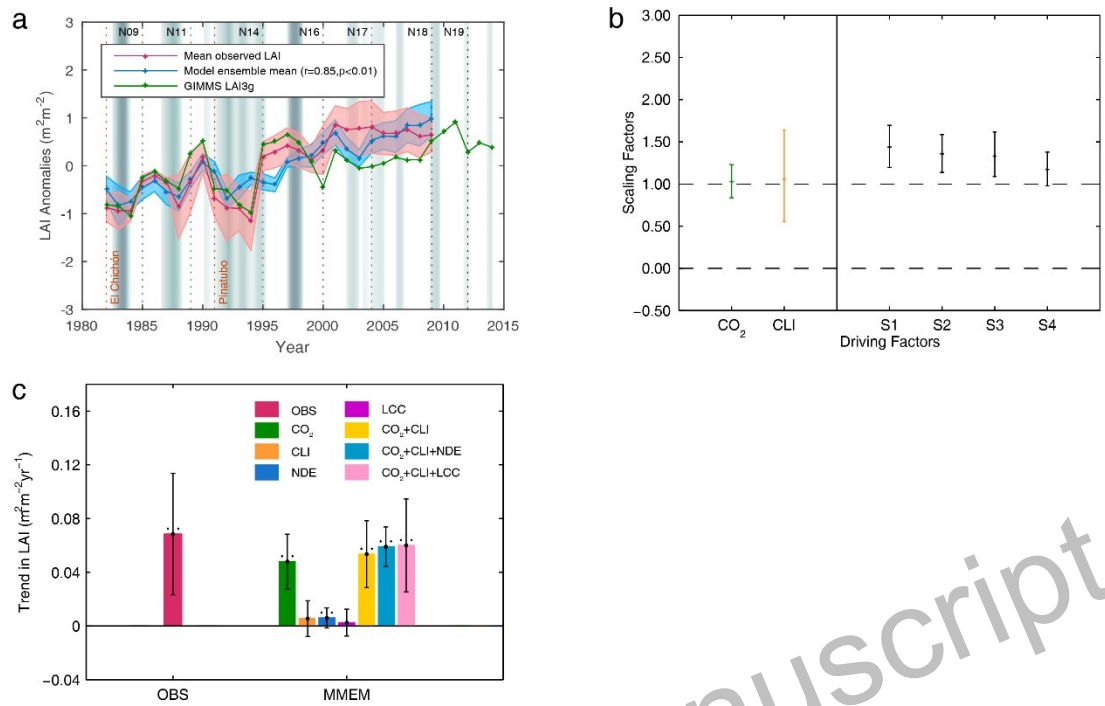 a
N09 N11 N14 N16 N17 N18 N19
Mean observed LAI
Model ensemble mean (r=0.85,p<0.01)
GIMMS LAI3g
El Chichón
Pinatubo
LAI Anomalies (m²m⁻²)
3
2
1
0
-1
-2
-3
1980 1985 1990 1995 2000 2005 2010 2015
Year
b
Scaling Factors
3.00
2.50
2.00
1.50
1.00
0.50
0.00
−0.50
CO₂ CLI S1 S2 S3 S4
Driving Factors
c
Trend in LAI (m²m⁻²yr⁻¹)
0.16
0.12
0.08
0.04
0
−0.04
OBS
CO₂
CLI
NDE
LCC
CO₂+CLI
CO₂+CLI+NDE
CO₂+CLI+LCC
OBS MMEM